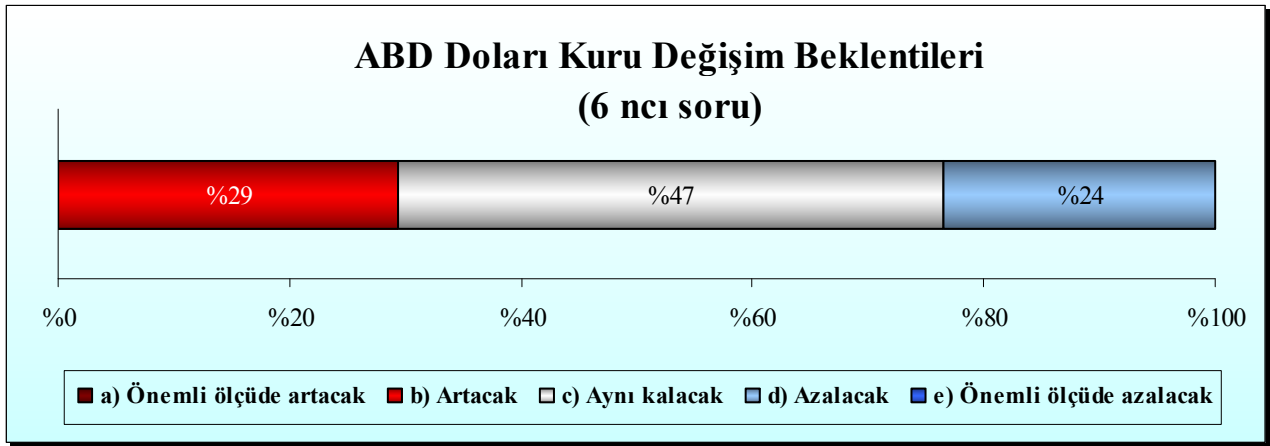 ABD Doları Kuru Değişim Beklentileri
(6 ncı soru)
%29 %47 %24
%0 %20 %40 %60 %80 %100
a) Önemli ölçüde artacak b) Artacak c) Aynı kalacak d) Azalacak e) Önemli ölçüde azalacak